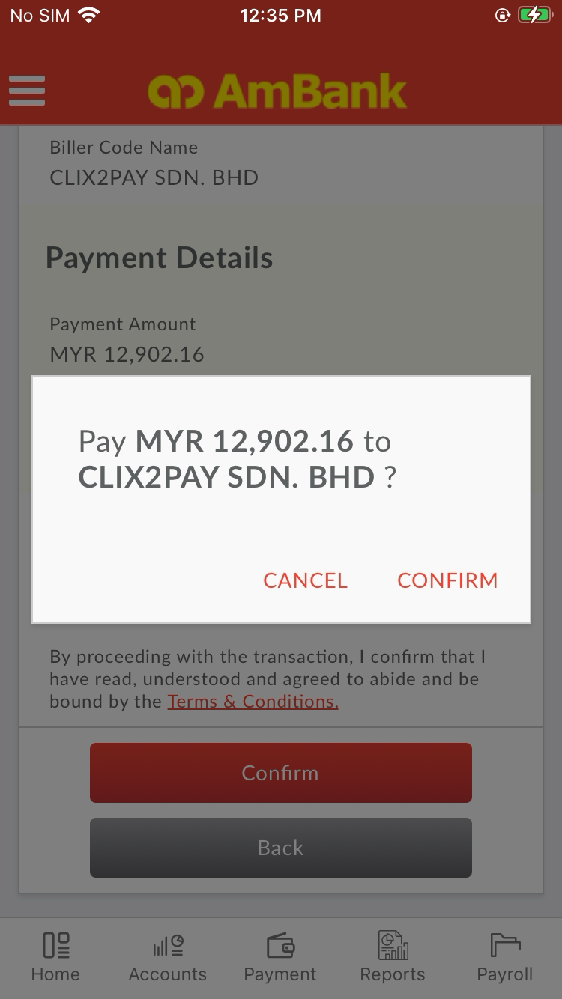 No SIM 12:35 PM
AmBank
Biller Code Name
CLIX2PAY SDN. BHD
Payment Details
Payment Amount
MYR 12,902.16
Pay MYR 12,902.16 to
CLIX2PAY SDN. BHD ?
CANCEL CONFIRM
By proceeding with the transaction, I confirm that I
have read, understood and agreed to abide and be
bound by the Terms & Conditions.
Confirm
Back
Home Accounts Payment Reports Payroll